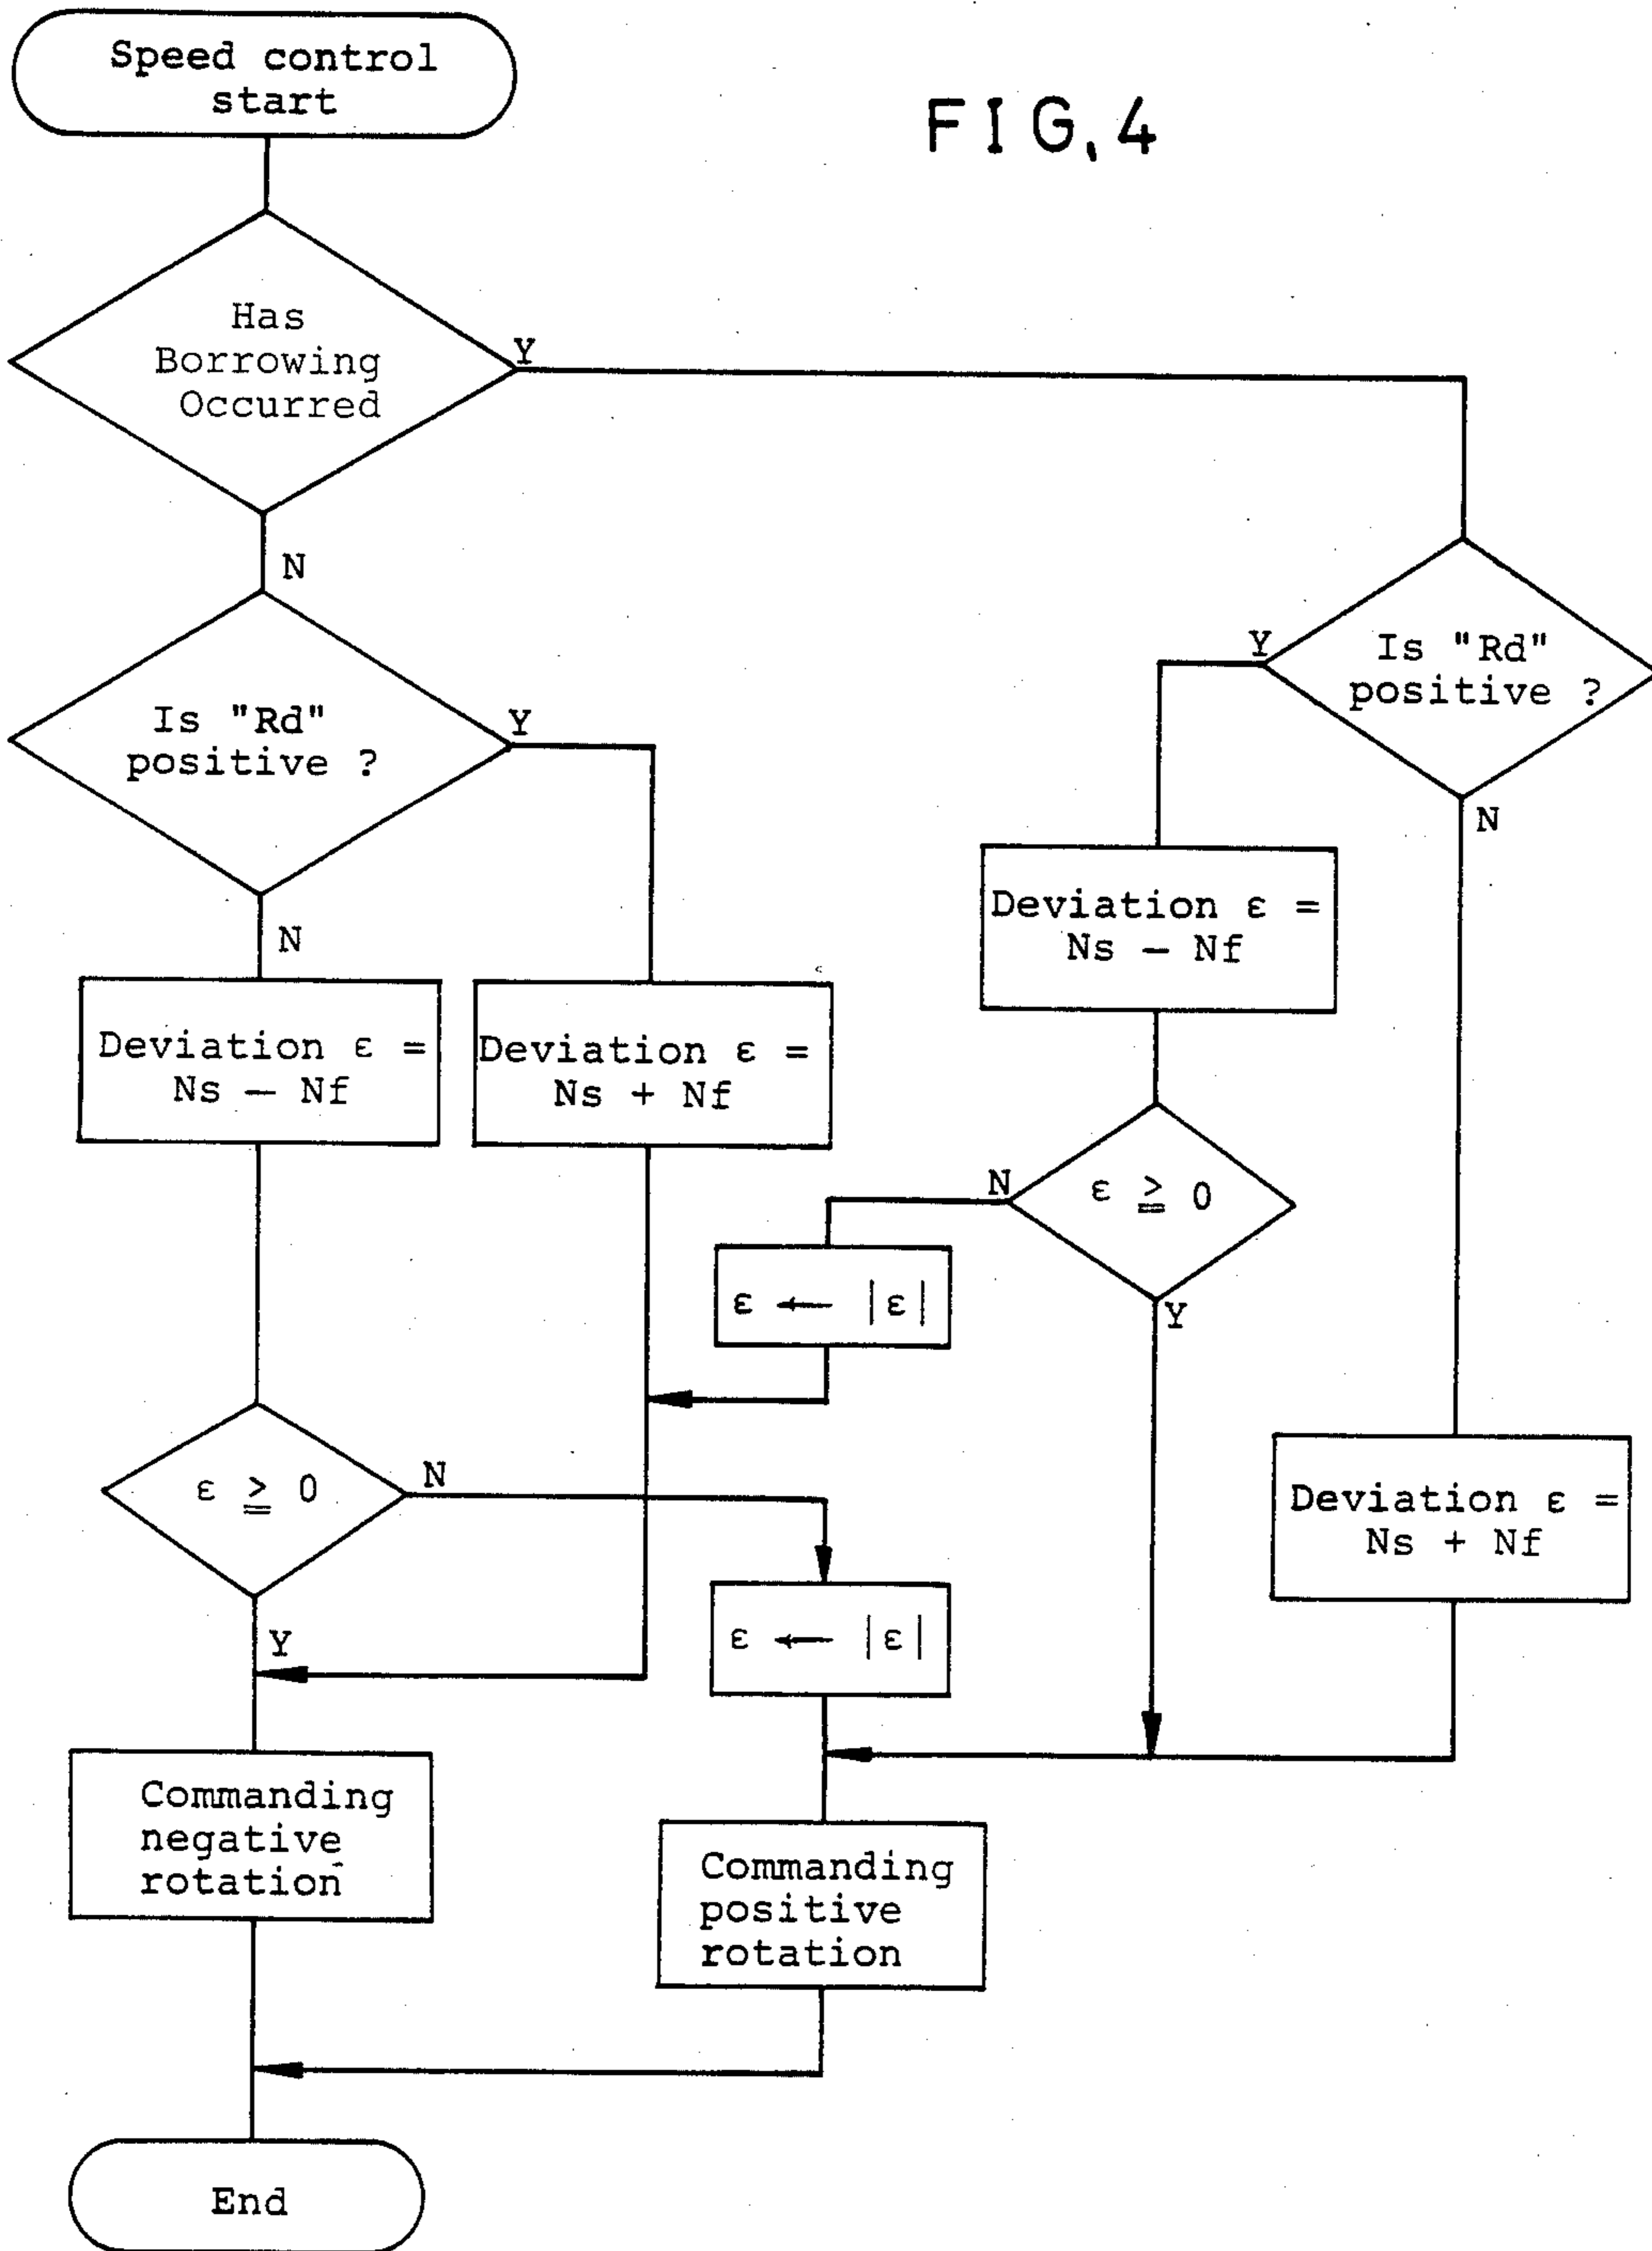 Speed control
start
FIG. 4
Has
Borrowing
Occurred
Y
N
Is "Rd"
positive ?
Y
N
Is "Rd"
positive ?
Y
N
Deviation ε =
Ns − Nf
Deviation ε =
Ns − Nf
Deviation ε =
Ns + Nf
ε ≧ 0
N
Y
ε ← |ε|
ε ≧ 0
N
Y
Deviation ε =
Ns + Nf
ε ← |ε|
Commanding
negative
rotation
Commanding
positive
rotation
End